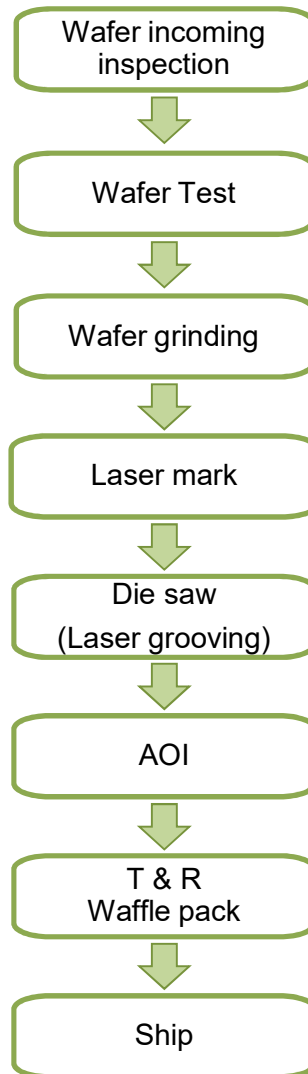 Wafer incoming
inspection
Wafer Test
Wafer grinding
Laser mark
Die saw
(Laser grooving)
AOI
T & R
Waffle pack
Ship